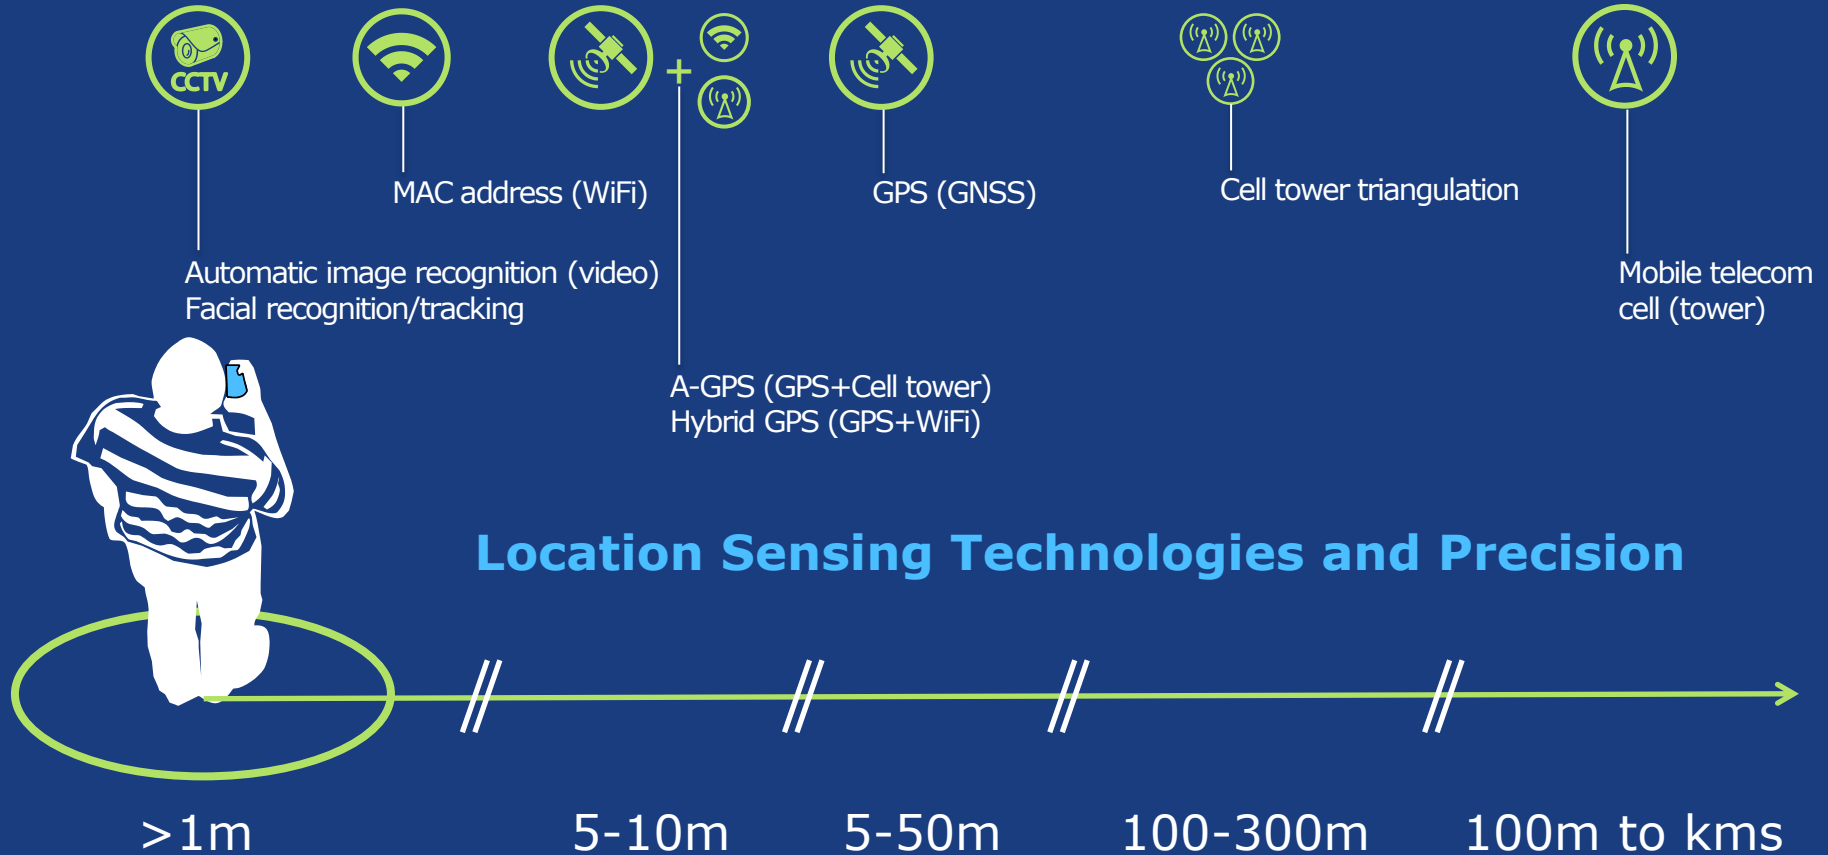 CCTV
MAC address (WiFi)
GPS (GNSS)
Cell tower triangulation
Automatic image recognition (video)
Facial recognition/tracking
Mobile telecom
cell (tower)
A-GPS (GPS+Cell tower)
Hybrid GPS (GPS+WiFi)
Location Sensing Technologies and Precision
>1m
5-10m
5-50m
100-300m
100m to kms